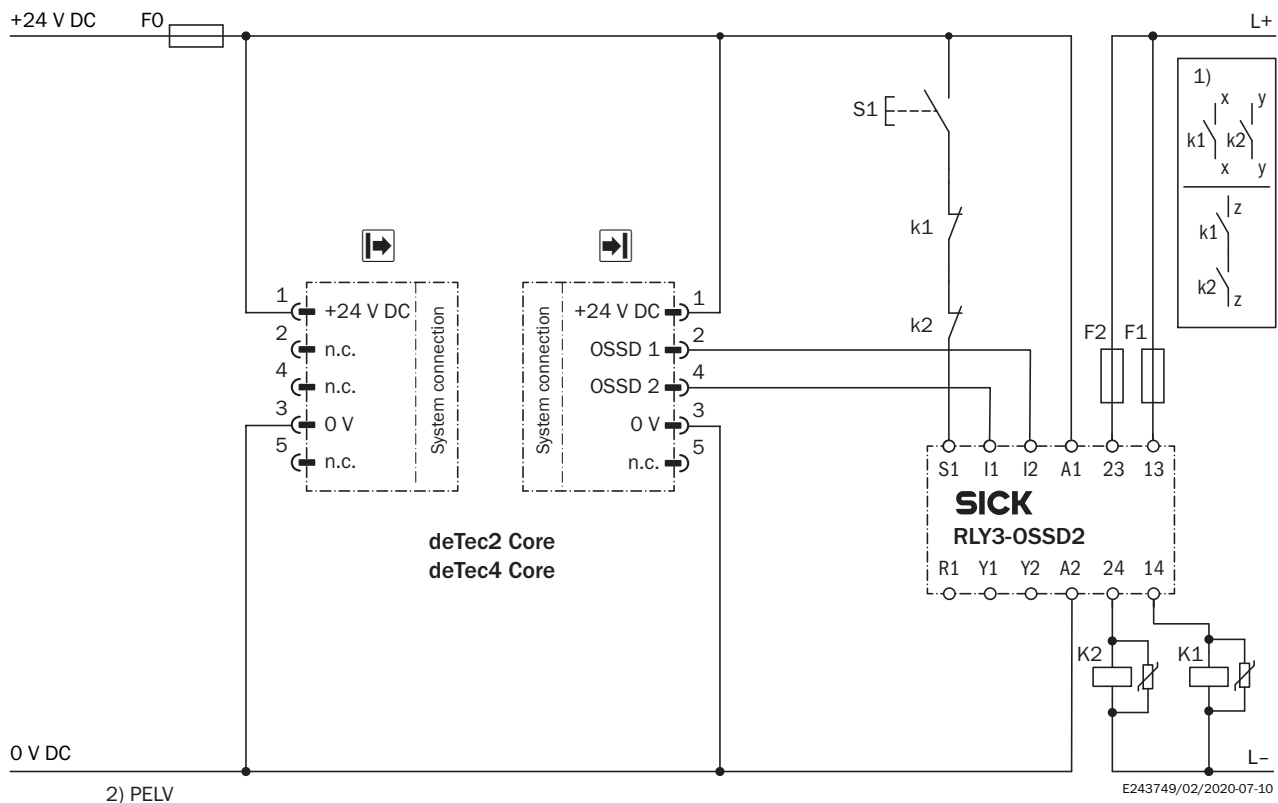 +24 V DC
F0
L+
S1
k1
k2
1)
x
y
k1
k2
x
y
z
k1
k2
z
1
+24 V DC
2
n.c.
4
n.c.
3
0 V
5
n.c.
System connection
System connection
+24 V DC
1
OSSD 1
2
OSSD 2
4
0 V
3
n.c.
5
deTec2 Core
deTec4 Core
F2
F1
S1
I1
I2
A1
23
13
SICK
RLY3-OSSD2
R1
Y1
Y2
A2
24
14
K2
K1
0 V DC
L–
2) PELV
E243749/02/2020-07-10